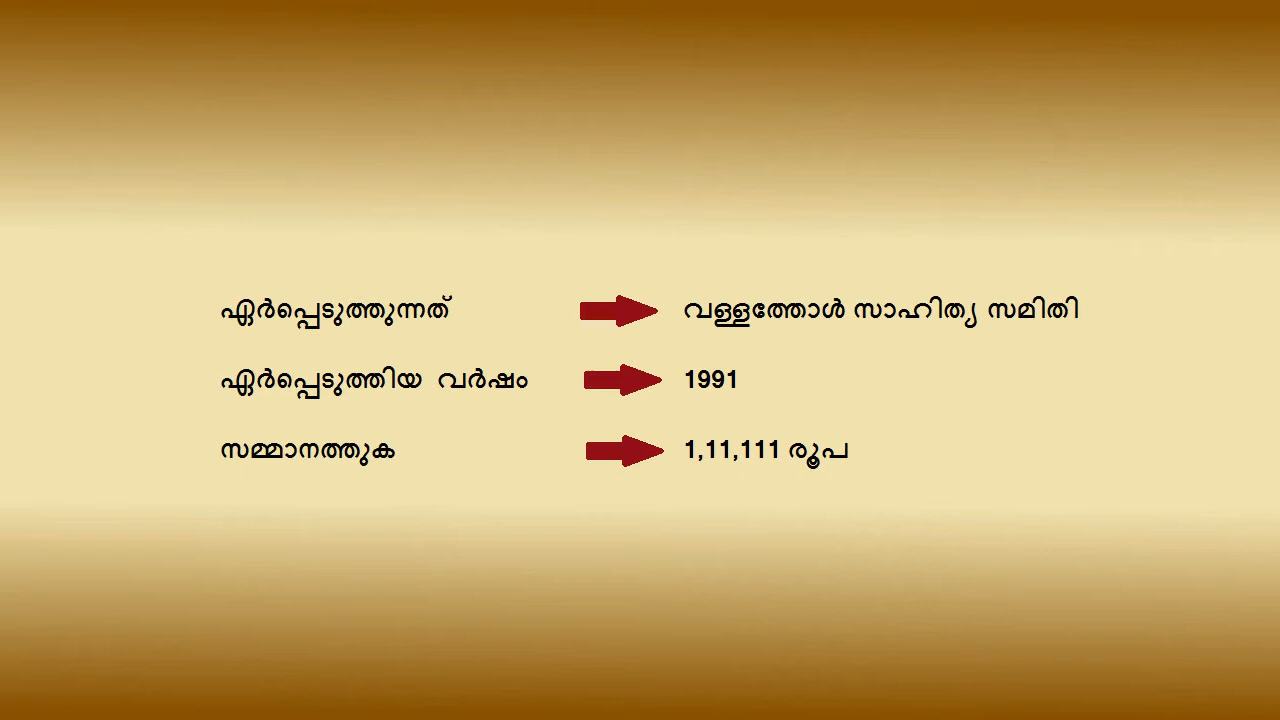 ഏർപ്പെടുത്തുന്നത് വള്ളത്തോൾ സാഹിത്യ സമിതി
ഏർപ്പെടുത്തിയ വർഷം 1991
സമ്മാനത്തുക 1,11,111 രൂപ